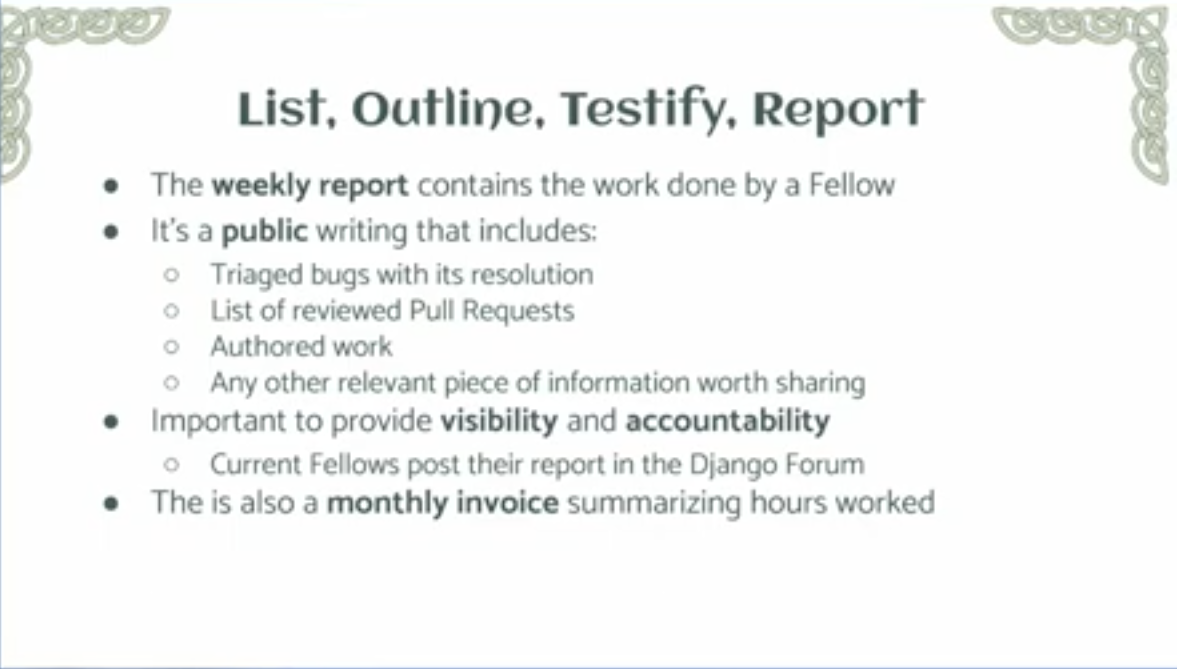 List, Outline, Testify, Report
● The weekly report contains the work done by a Fellow
● It's a public writing that includes:
○ Triaged bugs with its resolution
○ List of reviewed Pull Requests
○ Authored work
○ Any other relevant piece of information worth sharing
● Important to provide visibility and accountability
○ Current Fellows post their report in the Django Forum
● The is also a monthly invoice summarizing hours worked